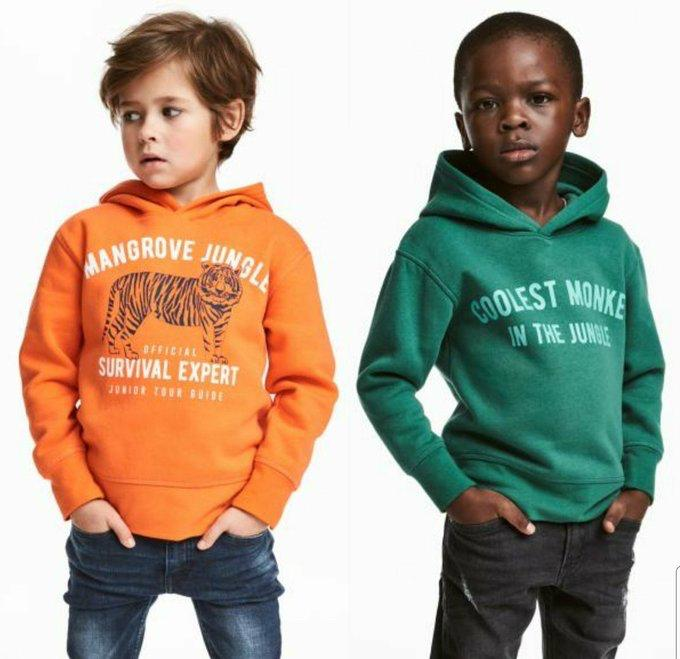 MANGROVE JUNGLE
OFFICIAL
SURVIVAL EXPERT
JUNIOR TOUR GUIDE
COOLEST MONKE
IN THE JUNGLE